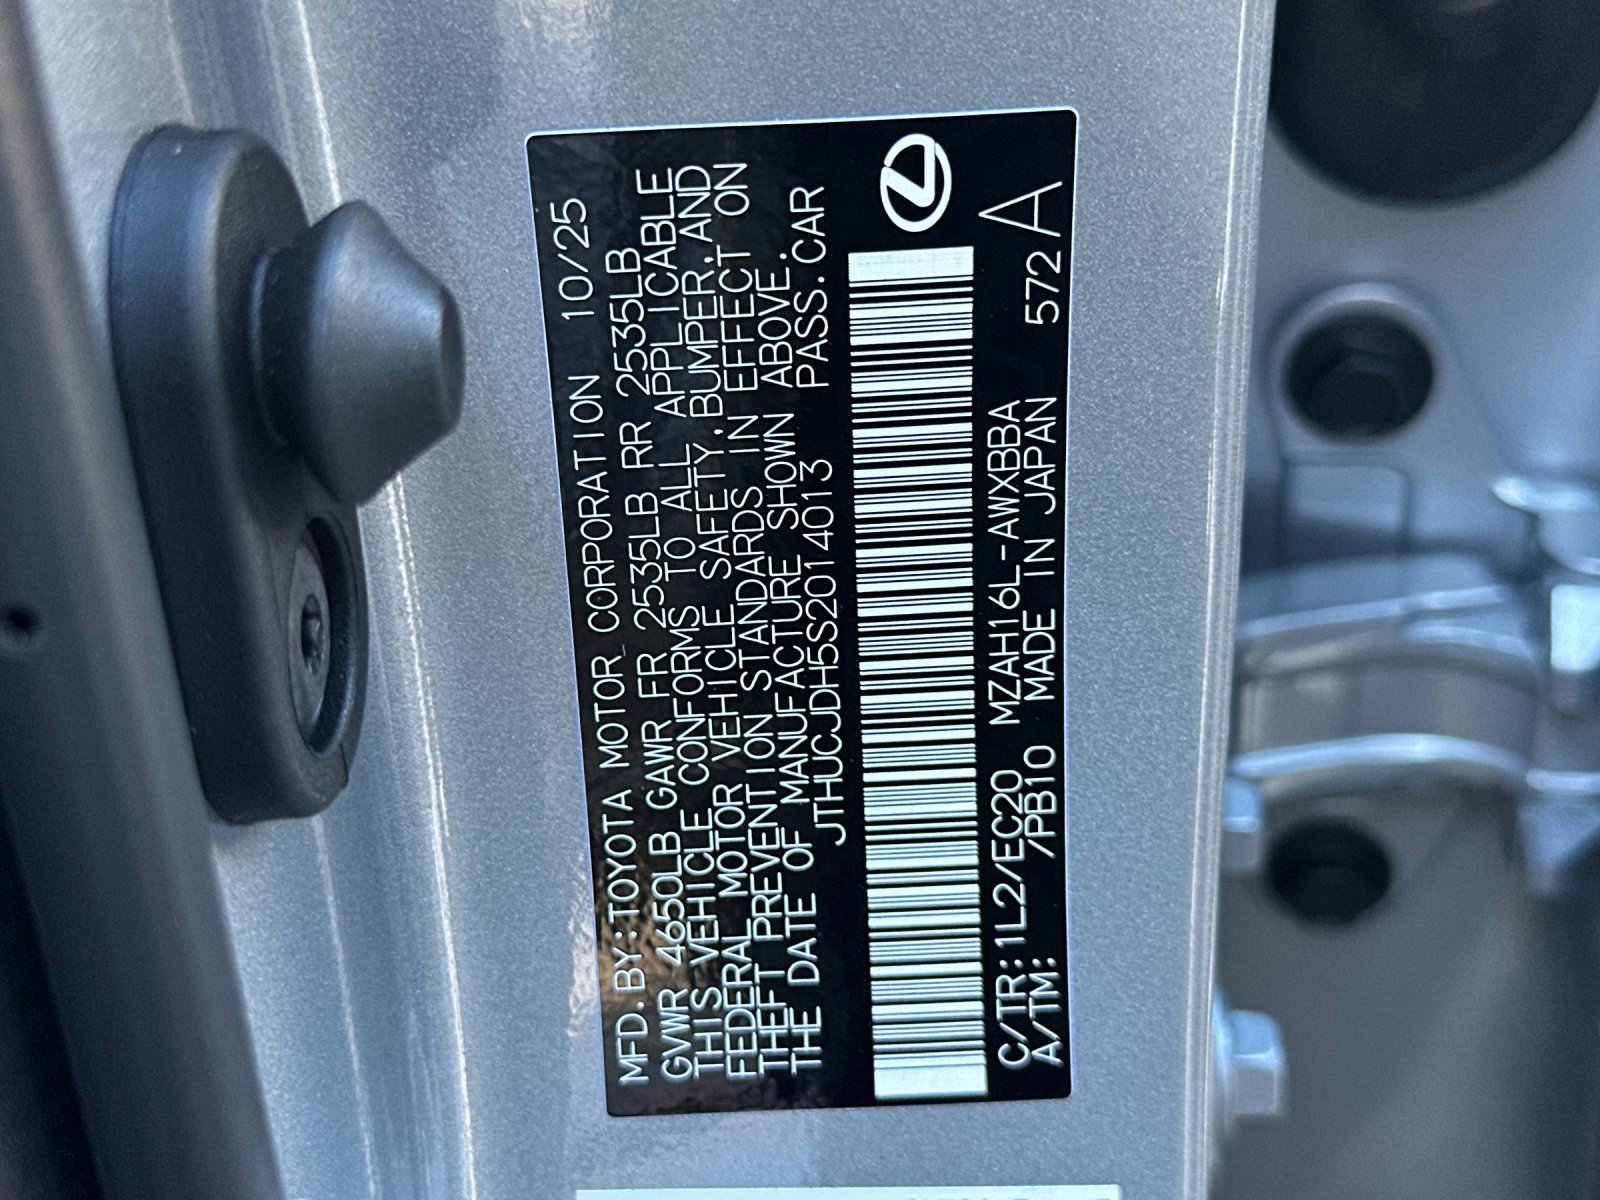 MFD.BY:TOYOTA MOTOR CORPORATION 10/25
GVWR 4650LB GAWR FR 2535LB RR 2535LB
THIS VEHICLE CONFORMS TO ALL APPLICABLE
FEDERAL MOTOR VEHICLE SAFETY,BUMPER,AND
THEFT PREVENTION STANDARDS IN EFFECT ON
THE DATE OF MANUFACTURE SHOWN ABOVE.
JTHUCJDH5S2014013 PASS.CAR
C/TR:1L2/EC20 MZAH16L-AWXBBA
A/TM: /PB10 MADE IN JAPAN 572 A